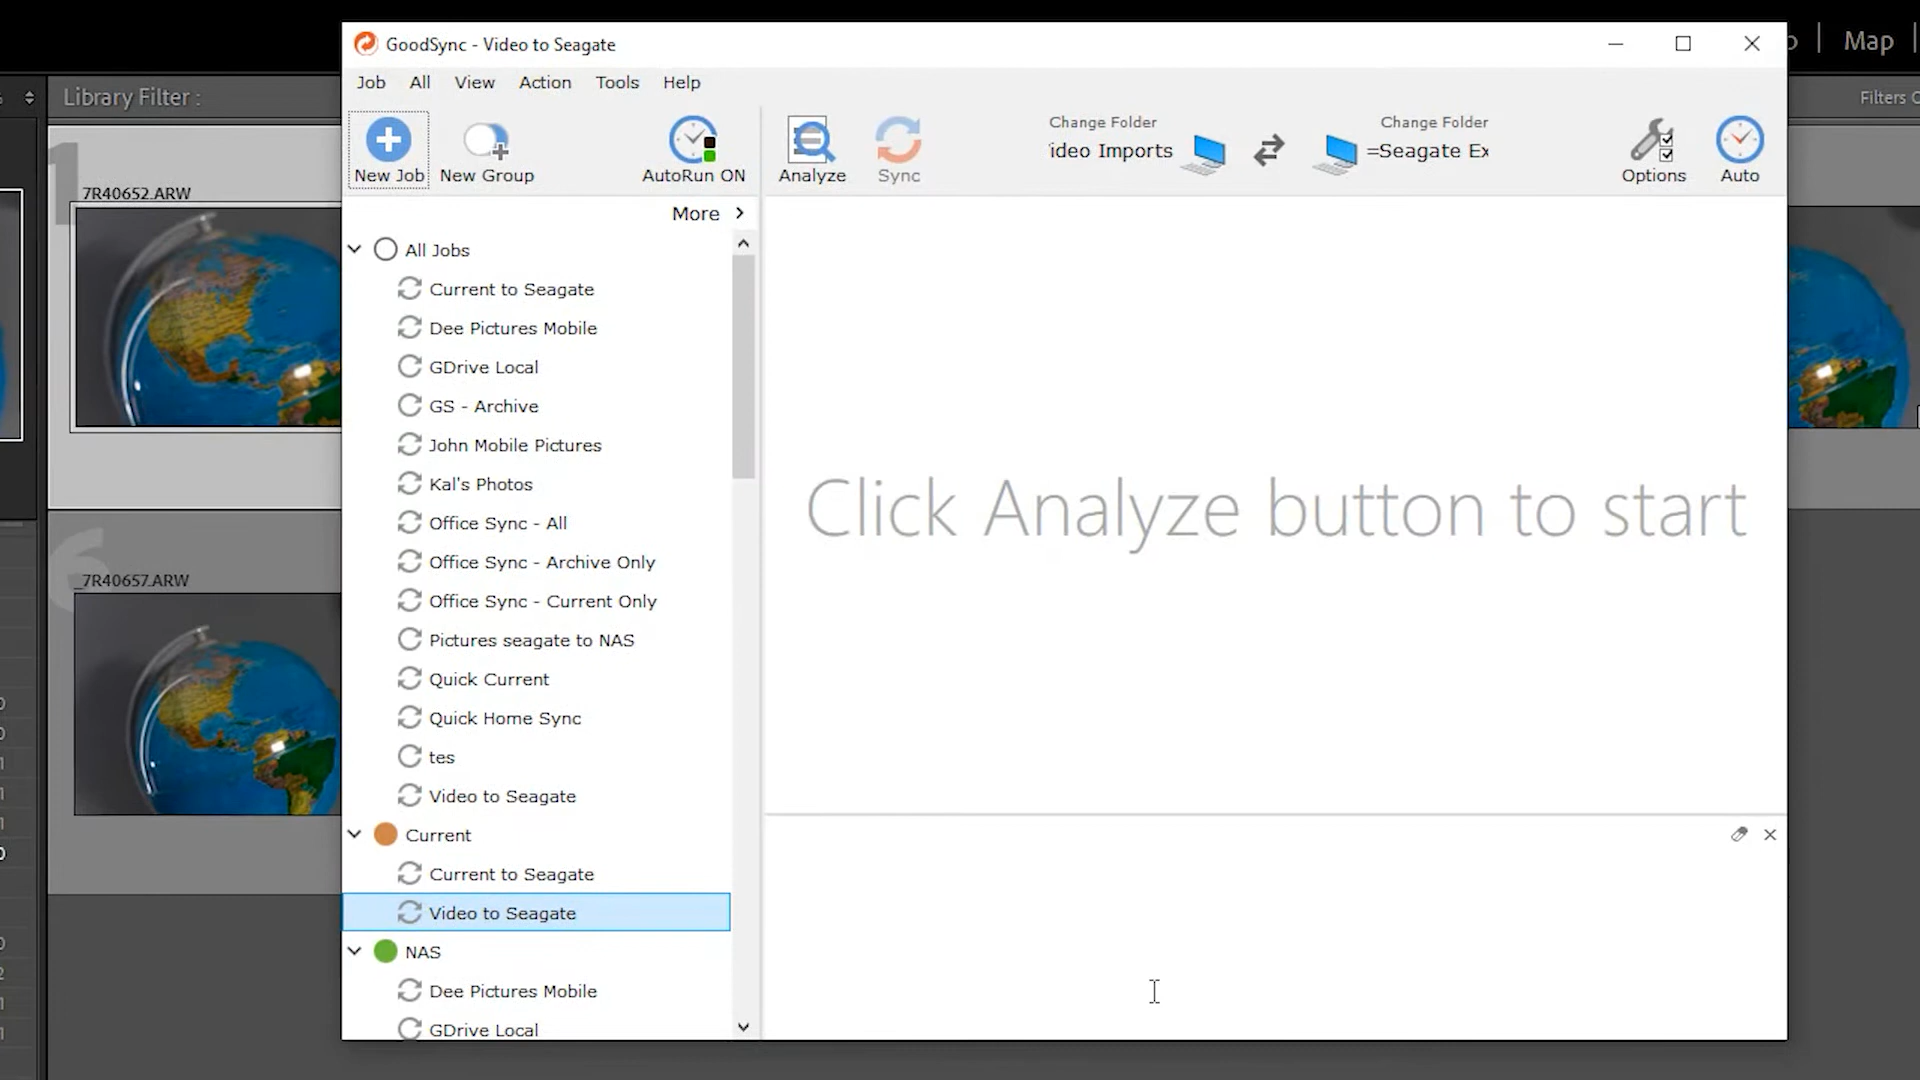 GoodSync - Video to Seagate
Map
Library Filter :
Filters
Job All View Action Tools Help
New Job
New Group
AutoRun ON
Analyze
Sync
Change Folder
ideo Imports
Change Folder
=Seagate Ex
Options
Auto
More
1
_7R40652.ARW
6
_7R40657.ARW
All Jobs
Current to Seagate
Dee Pictures Mobile
GDrive Local
GS - Archive
John Mobile Pictures
Kal's Photos
Office Sync - All
Office Sync - Archive Only
Office Sync - Current Only
Pictures seagate to NAS
Quick Current
Quick Home Sync
tes
Video to Seagate
Current
Current to Seagate
Video to Seagate
NAS
Dee Pictures Mobile
GDrive Local
Click Analyze button to start